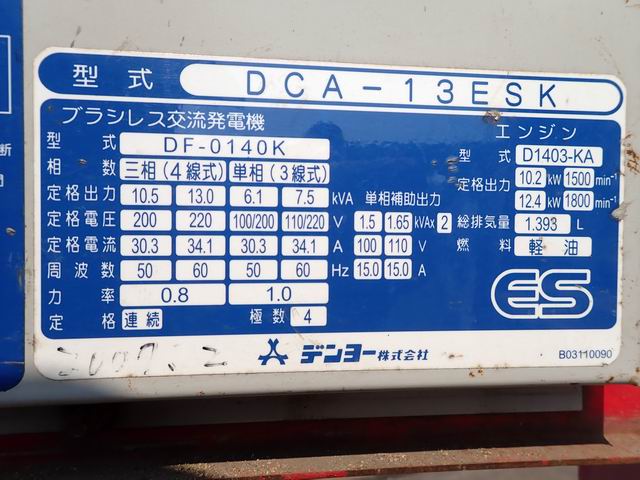 型式 DCA-13ESK
ブラシレス交流発電機 エンジン
型式 DF-0140K 型式 D1403-KA
相数 三相(4線式) 単相(3線式) 定格出力 10.2 kW 1500 min⁻¹
定格出力 10.5 13.0 6.1 7.5 kVA 単相補助出力 12.4 kW 1800 min⁻¹
定格電圧 200 220 100/200 110/220 V 1.5 1.65 kVA× 2 総排気量 1.393 L
定格電流 30.3 34.1 30.3 34.1 A 100 110 V 燃料 軽油
周波数 50 60 50 60 Hz 15.0 15.0 A
力率 0.8 1.0 ES
定格 連続 極数 4
デンヨー株式会社 B03110090
断